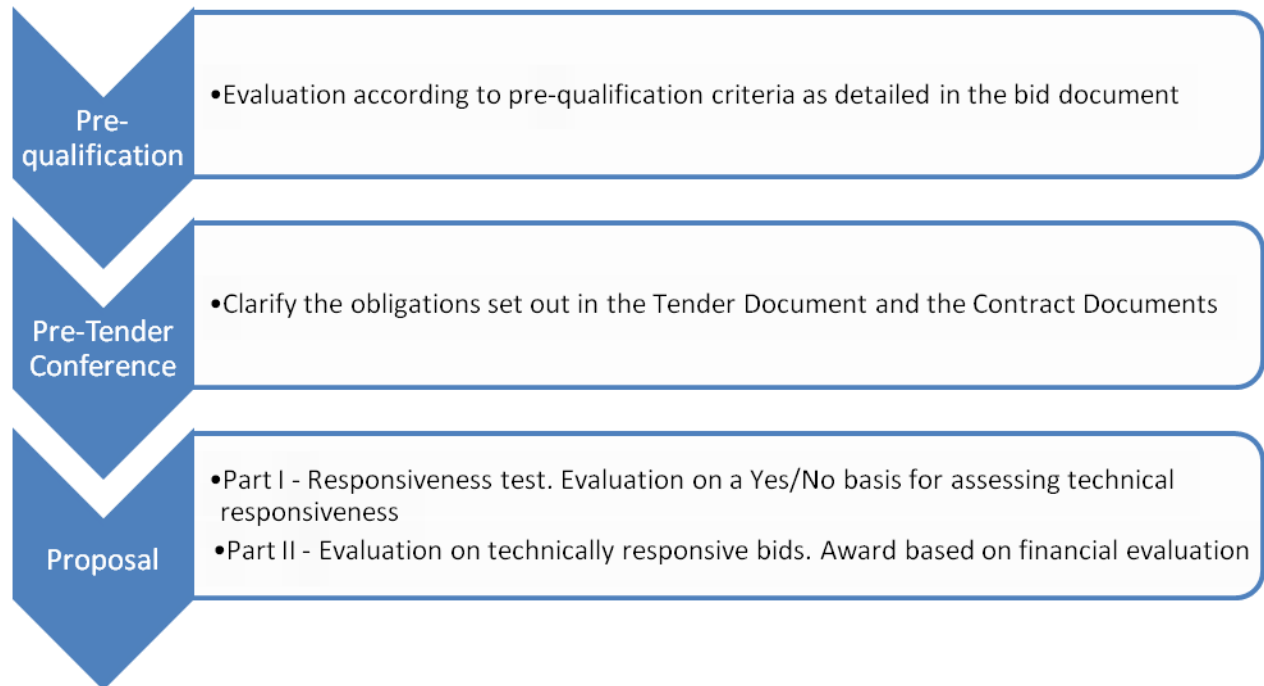 Pre-
qualification
•Evaluation according to pre-qualification criteria as detailed in the bid document
Pre-Tender
Conference
•Clarify the obligations set out in the Tender Document and the Contract Documents
Proposal
•Part I - Responsiveness test. Evaluation on a Yes/No basis for assessing technical
responsiveness
•Part II - Evaluation on technically responsive bids. Award based on financial evaluation